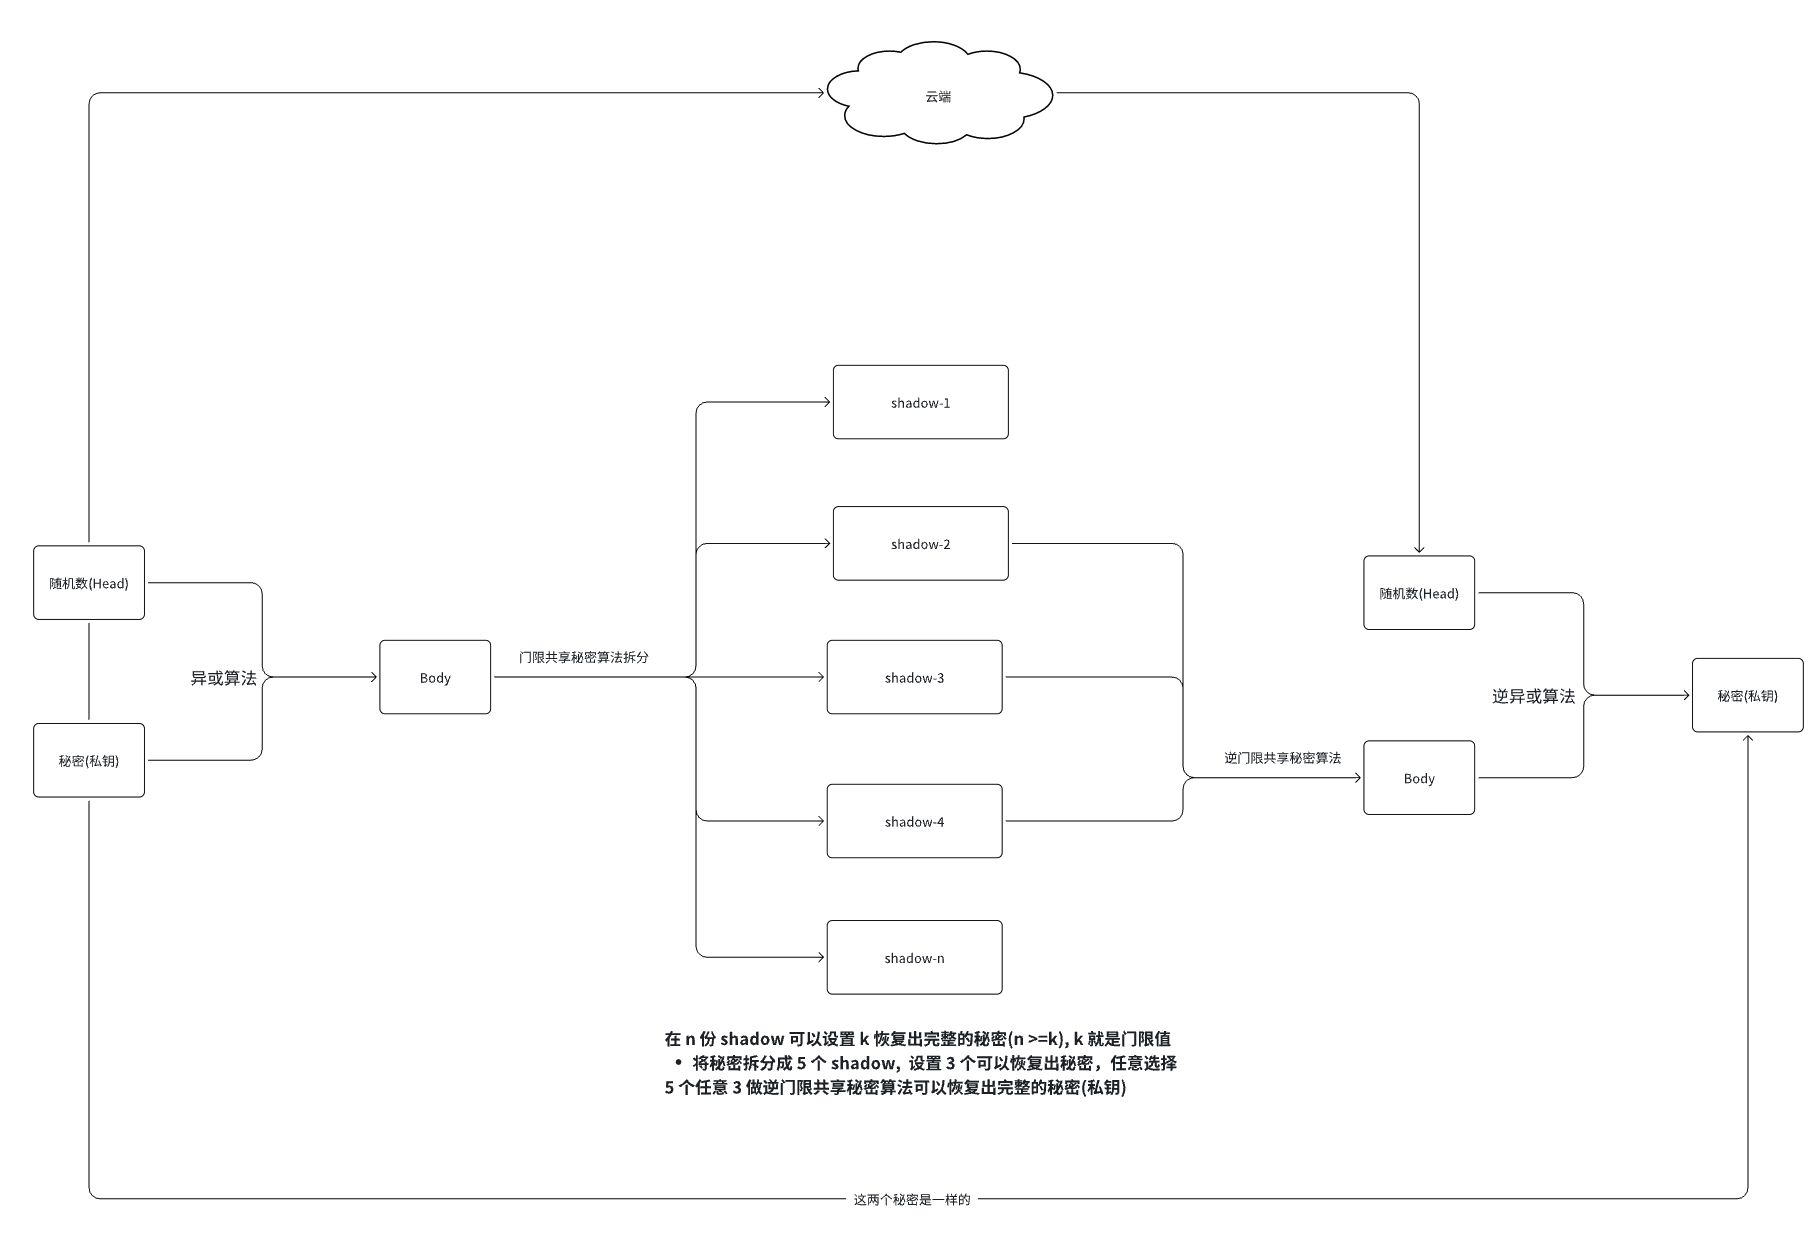 云端
shadow-1
shadow-2
随机数(Head)
随机数(Head)
门限共享秘密算法拆分
异或算法
Body
shadow-3
逆异或算法
秘密(私钥)
秘密(私钥)
逆门限共享秘密算法
Body
shadow-4
shadow-n
在 n 份 shadow 可以设置 k 恢复出完整的秘密(n >=k), k 就是门限值
• 将秘密拆分成 5 个 shadow, 设置 3 个可以恢复出秘密，任意选择
5 个任意 3 做逆门限共享秘密算法可以恢复出完整的秘密(私钥)
这两个秘密是一样的